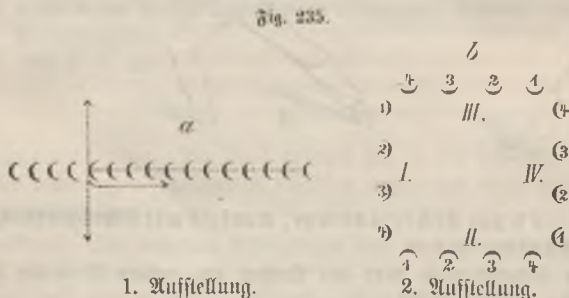 Fig. 235.
b
4 3 2 1
a
1) III. (4
2) (3
I. IV.
3) (2
4) II. (1
1 2 3 4
1. Aufstellung. 2. Aufstellung.